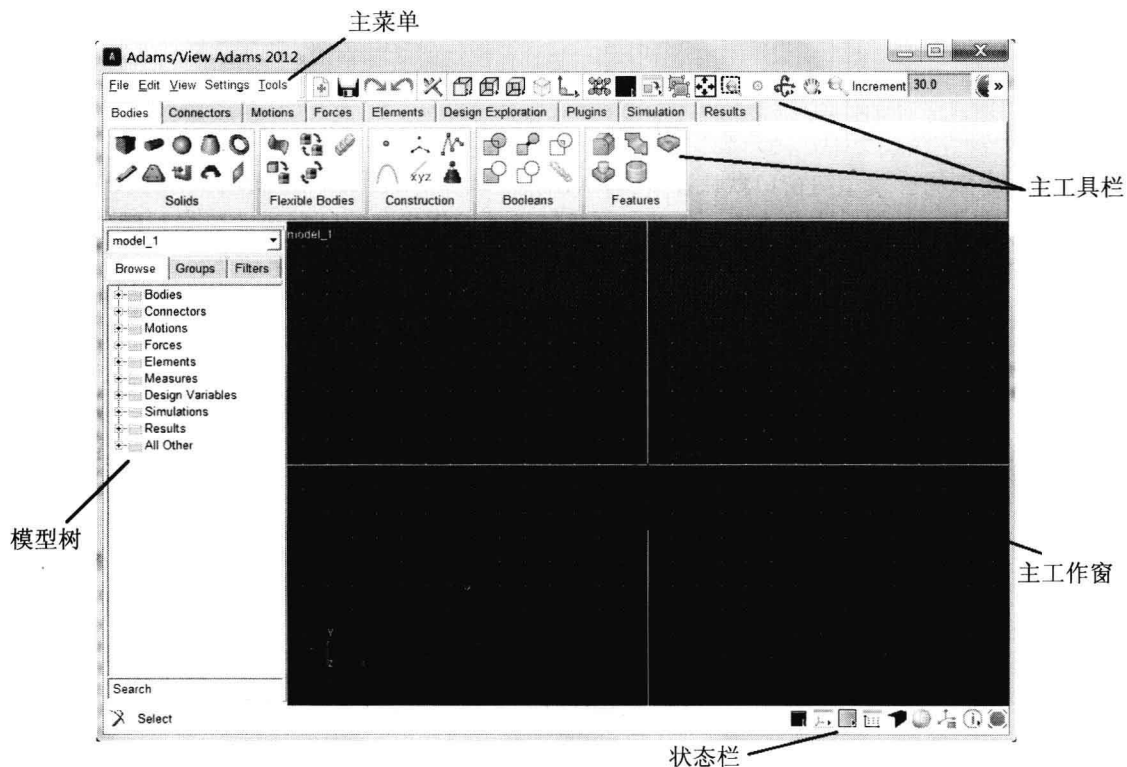 主菜单
Adams/View Adams 2012
File Edit View Settings Tools
Increment 30.0
»
Bodies Connectors Motions Forces Elements Design Exploration Plugins Simulation Results
xyz
Solids Flexible Bodies Construction Booleans Features
主工具栏
model_1
model_1
Browse Groups Filters
Bodies
Connectors
Motions
Forces
Elements
Measures
Design Variables
Simulations
Results
All Other
模型树
主工作窗
Y
Z
Search
Select
状态栏